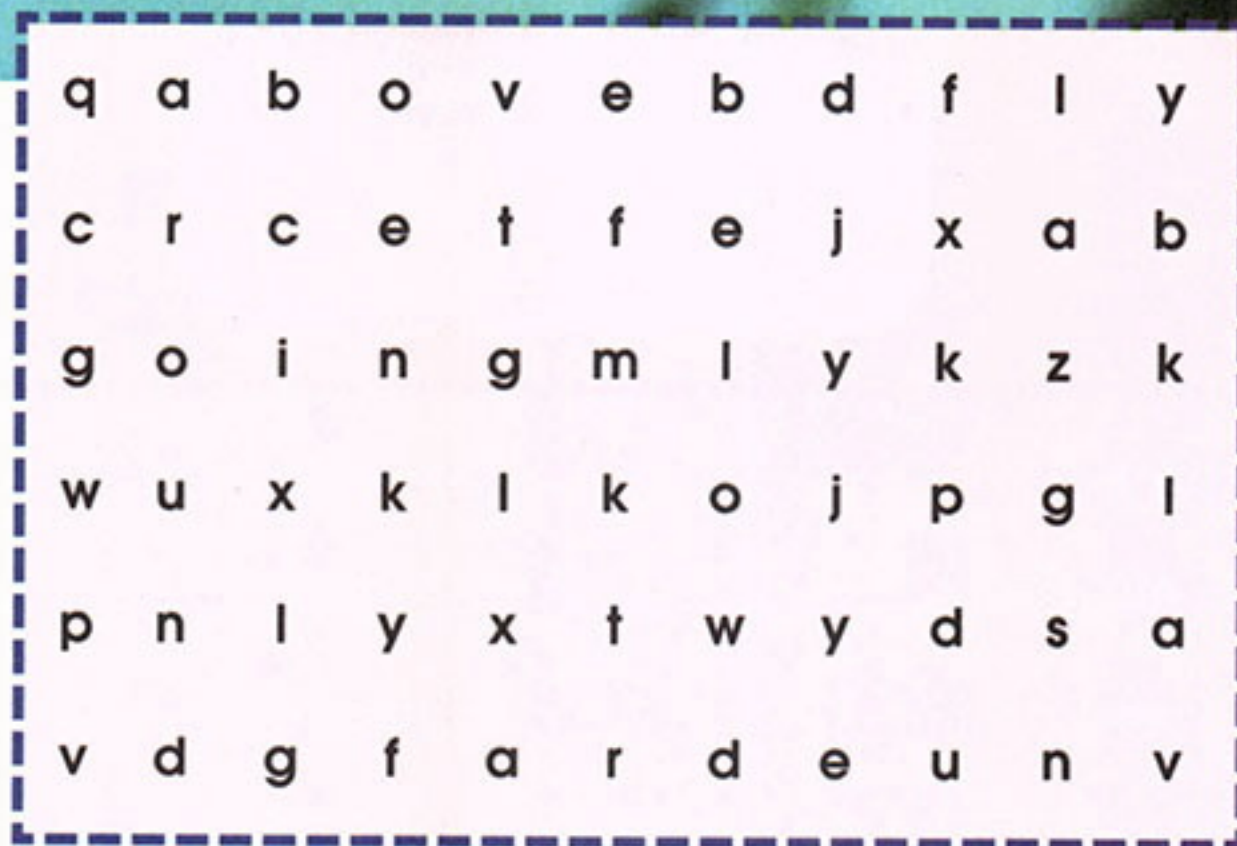 q a b o v e b d f l y
c r c e t f e j x a b
g o i n g m l y k z k
w u x k l k o j p g l
p n l y x t w y d s a
v d g f a r d e u n v